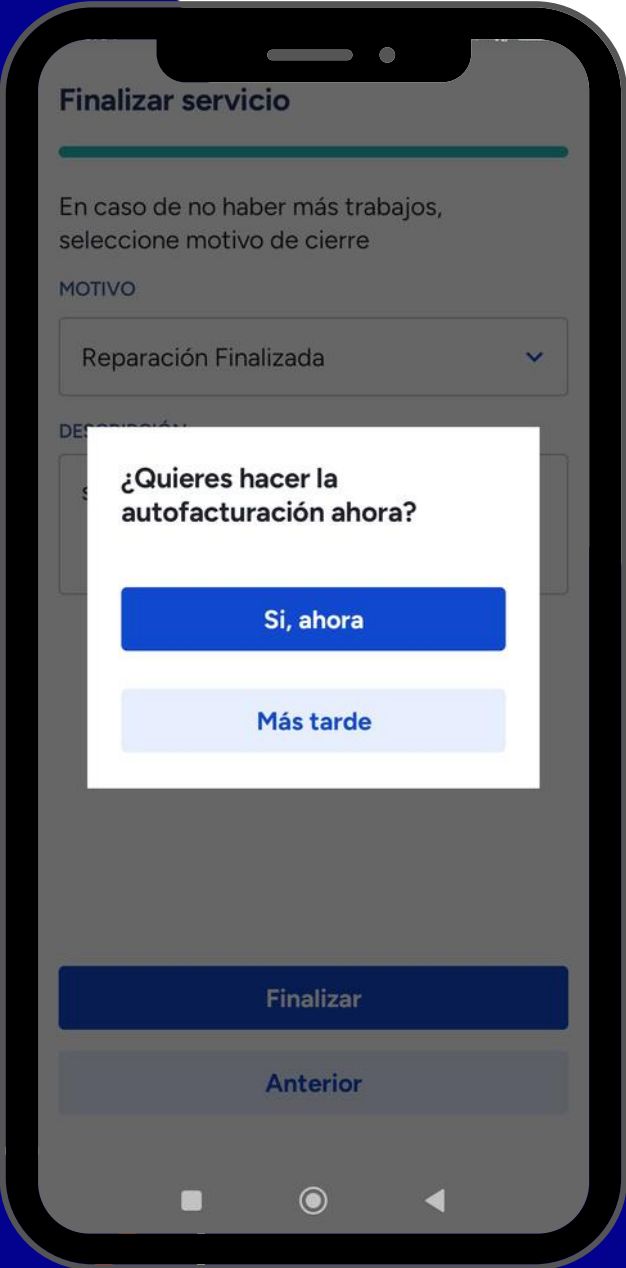 Finalizar servicio
En caso de no haber más trabajos,
seleccione motivo de cierre
MOTIVO
Reparación Finalizada
¿Quieres hacer la
autofacturación ahora?
Si, ahora
Más tarde
Finalizar
Anterior